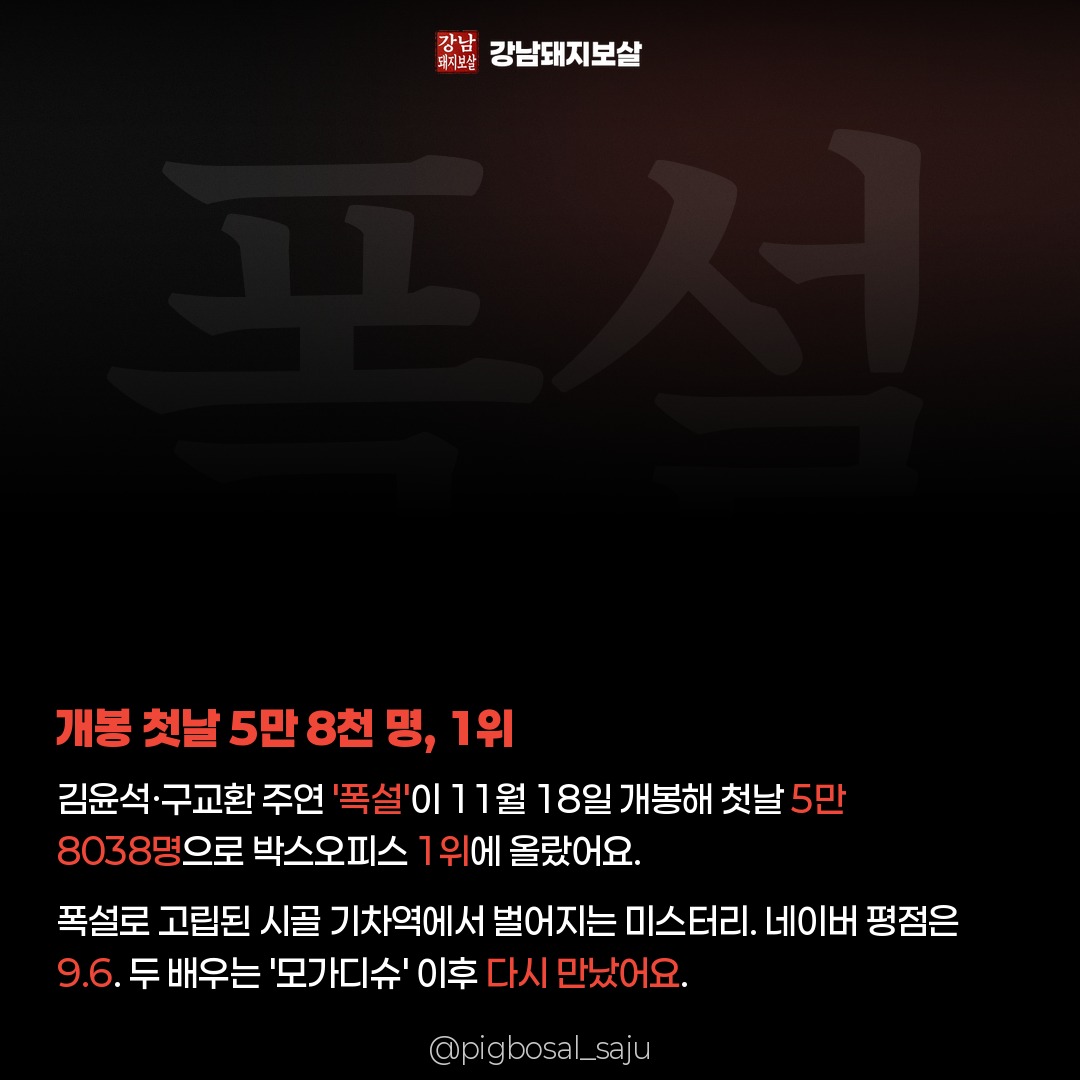 강남
돼지보살
강남돼지보살
폭설
개봉 첫날 5만 8천 명, 1위
김윤석·구교환 주연 '폭설'이 11월 18일 개봉해 첫날 5만
8038명으로 박스오피스 1위에 올랐어요.
폭설로 고립된 시골 기차역에서 벌어지는 미스터리. 네이버 평점은
9.6. 두 배우는 '모가디슈' 이후 다시 만났어요.
@pigbosal_saju